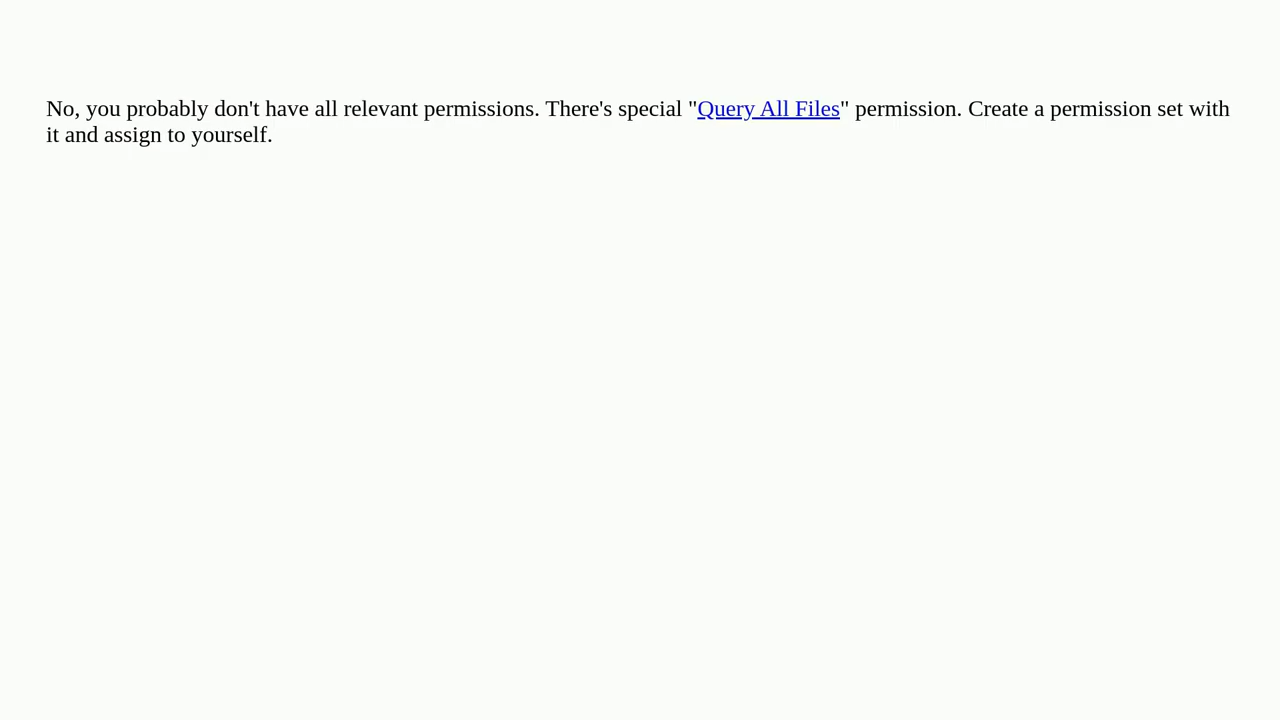 No, you probably don't have all relevant permissions. There's special "Query All Files" permission. Create a permission set with
it and assign to yourself.